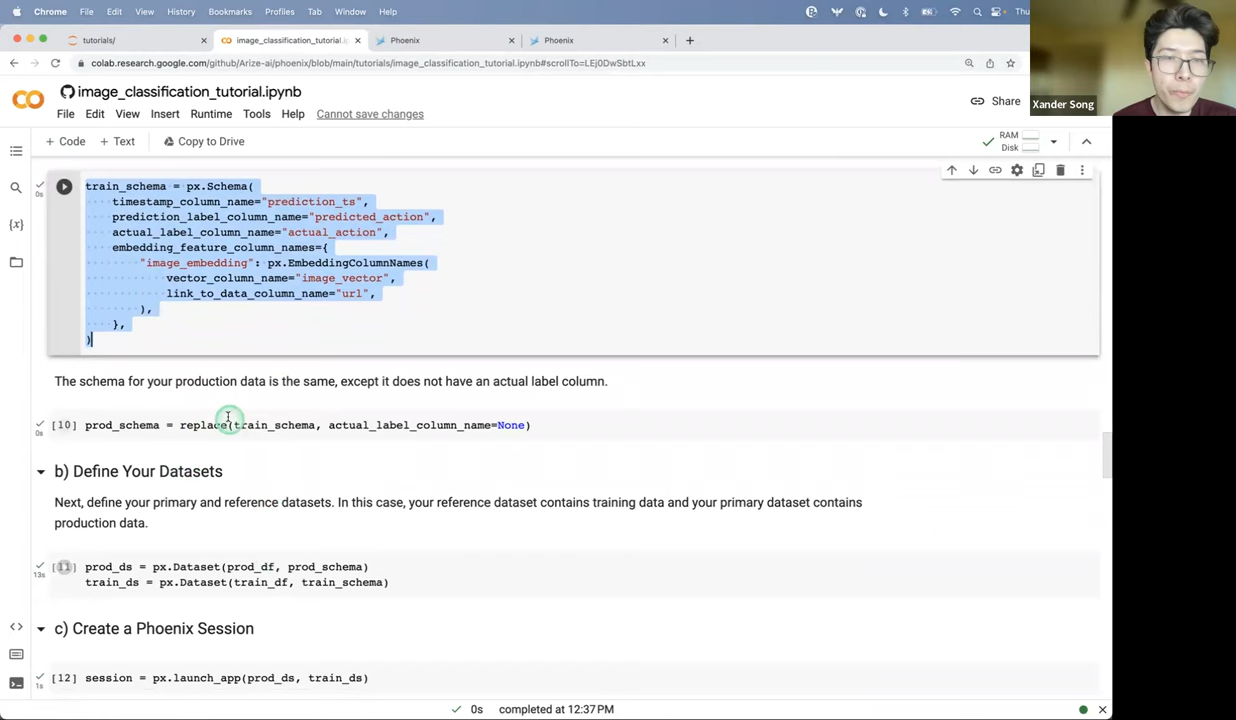 Chrome File Edit View History Bookmarks Profiles Tab Window Help Thu
tutorials/ image_classification_tutorial.ip Phoenix Phoenix
colab.research.google.com/github/Arize-ai/phoenix/blob/main/tutorials/image_classification_tutorial.ipynb#scrollTo=LEj0DwSbtLxx
Xander Song
image_classification_tutorial.ipynb
Share
File Edit View Insert Runtime Tools Help Cannot save changes
+ Code + Text Copy to Drive
RAM
Disk
{x}
0s
train_schema = px.Schema(
timestamp_column_name="prediction_ts",
prediction_label_column_name="predicted_action",
actual_label_column_name="actual_action",
embedding_feature_column_names={
"image_embedding": px.EmbeddingColumnNames(
vector_column_name="image_vector",
link_to_data_column_name="url",
),
},
)
The schema for your production data is the same, except it does not have an actual label column.
[10] prod_schema = replace(train_schema, actual_label_column_name=None)
0s
b) Define Your Datasets
Next, define your primary and reference datasets. In this case, your reference dataset contains training data and your primary dataset contains
production data.
[11] prod_ds = px.Dataset(prod_df, prod_schema)
13s
train_ds = px.Dataset(train_df, train_schema)
c) Create a Phoenix Session
[12] session = px.launch_app(prod_ds, train_ds)
1s
0s completed at 12:37PM